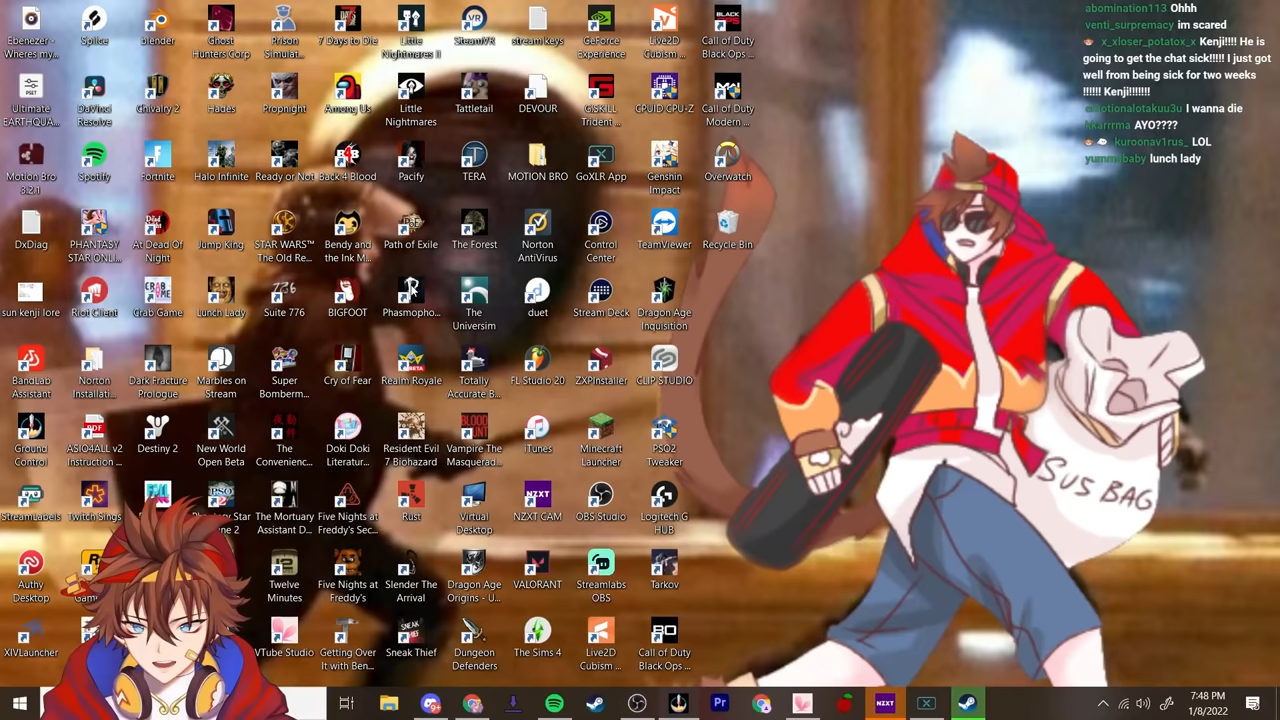 Ebenezer -
Where's my...
Splice
blender
Ghost
Hunters Corp
Prison
Simulat...
7 Days to Die
Little
Nightmares II
SteamVR
stream keys
GeForce
Experience
Live2D
Cubism ...
Call of Duty
Black Ops ...
Ultimate
EARTHQUA...
DaVinci
Resolve
Chivalry 2
Hades
Propnight
Among Us
Little
Nightmares
Tattletail
DEVOUR
G.SKILL
Trident ...
CPUID CPU-Z
Call of Duty
Modern ...
Motion Bro
3.2.1
Spotify
Fortnite
Halo Infinite
Ready or Not
Back 4 Blood
Pacify
TERA
MOTION BRO
GoXLR App
Genshin
Impact
Overwatch
DxDiag
PHANTASY
STAR ONLI...
At Dead Of
Night
Jump King
STAR WARS™
The Old Re...
Bendy and
the Ink M...
Path of Exile
The Forest
Norton
AntiVirus
Control
Center
TeamViewer
Recycle Bin
sun kenji lore
Riot Client
Crab Game
Lunch Lady
Suite 776
BIGFOOT
Phasmopho...
The
Universim
duet
Stream Deck
Dragon Age
Inquisition
BandLab
Assistant
Norton
Installati...
Dark Fracture
Prologue
Marbles on
Stream
Super
Bomberm...
Cry of Fear
Realm Royale
Totally
Accurate B...
FL Studio 20
ZXPInstaller
CLIP STUDIO
Ground
Control
ASIO4ALL v2
Instruction ...
Destiny 2
New World
Open Beta
The
Convenienc...
Doki Doki
Literatur...
Resident Evil
7 Biohazard
Vampire The
Masquerad...
iTunes
Minecraft
Launcher
PSO2
Tweaker
StreamLabels
Twitch Sings
The Mortuary
Assistant D...
Five Nights at
Freddy's Sec...
Rust
Virtual
Desktop
NZXT CAM
OBS Studio
Logitech G
HUB
Authy
Desktop
Twelve
Minutes
Five Nights at
Freddy's
Slender The
Arrival
Dragon Age
Origins - U...
VALORANT
Streamlabs
OBS
Tarkov
XIVLauncher
VTube Studio
Getting Over
It with Ben...
Sneak Thief
Dungeon
Defenders
The Sims 4
Live2D
Cubism ...
Call of Duty
Black Ops ...
abomination113 Ohhh
venti_surpremacy im scared
x_xloser_potatox_x Kenji!!!! He is
going to get the chat sick!!!!! I just got
well from being sick for two weeks
!!!!!! Kenji!!!!!!!
emotionalotakuu3u I wanna die
kkarrrma AYO????
kuroonav1rus_ LOL
yummybaby lunch lady
SUS BAG
7:48 PM
1/8/2022